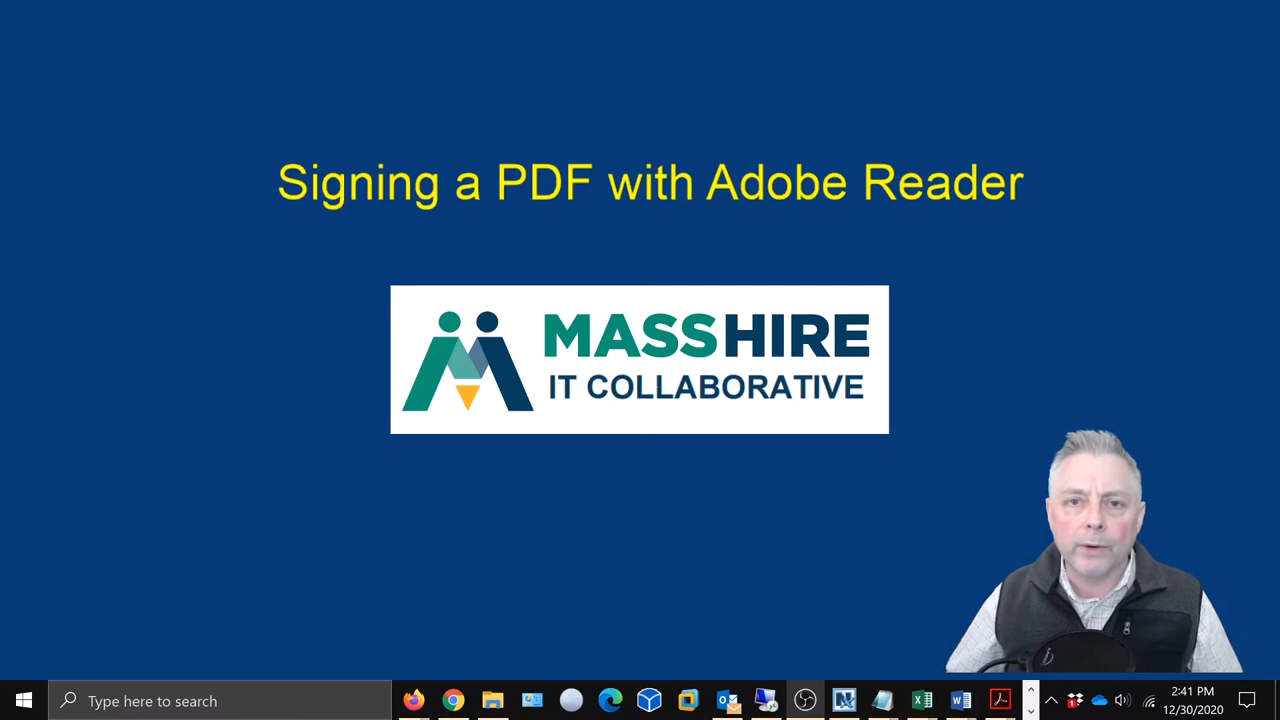 Signing a PDF with Adobe Reader
MASSHIRE
IT COLLABORATIVE
Type here to search
2:41 PM
12/30/2020